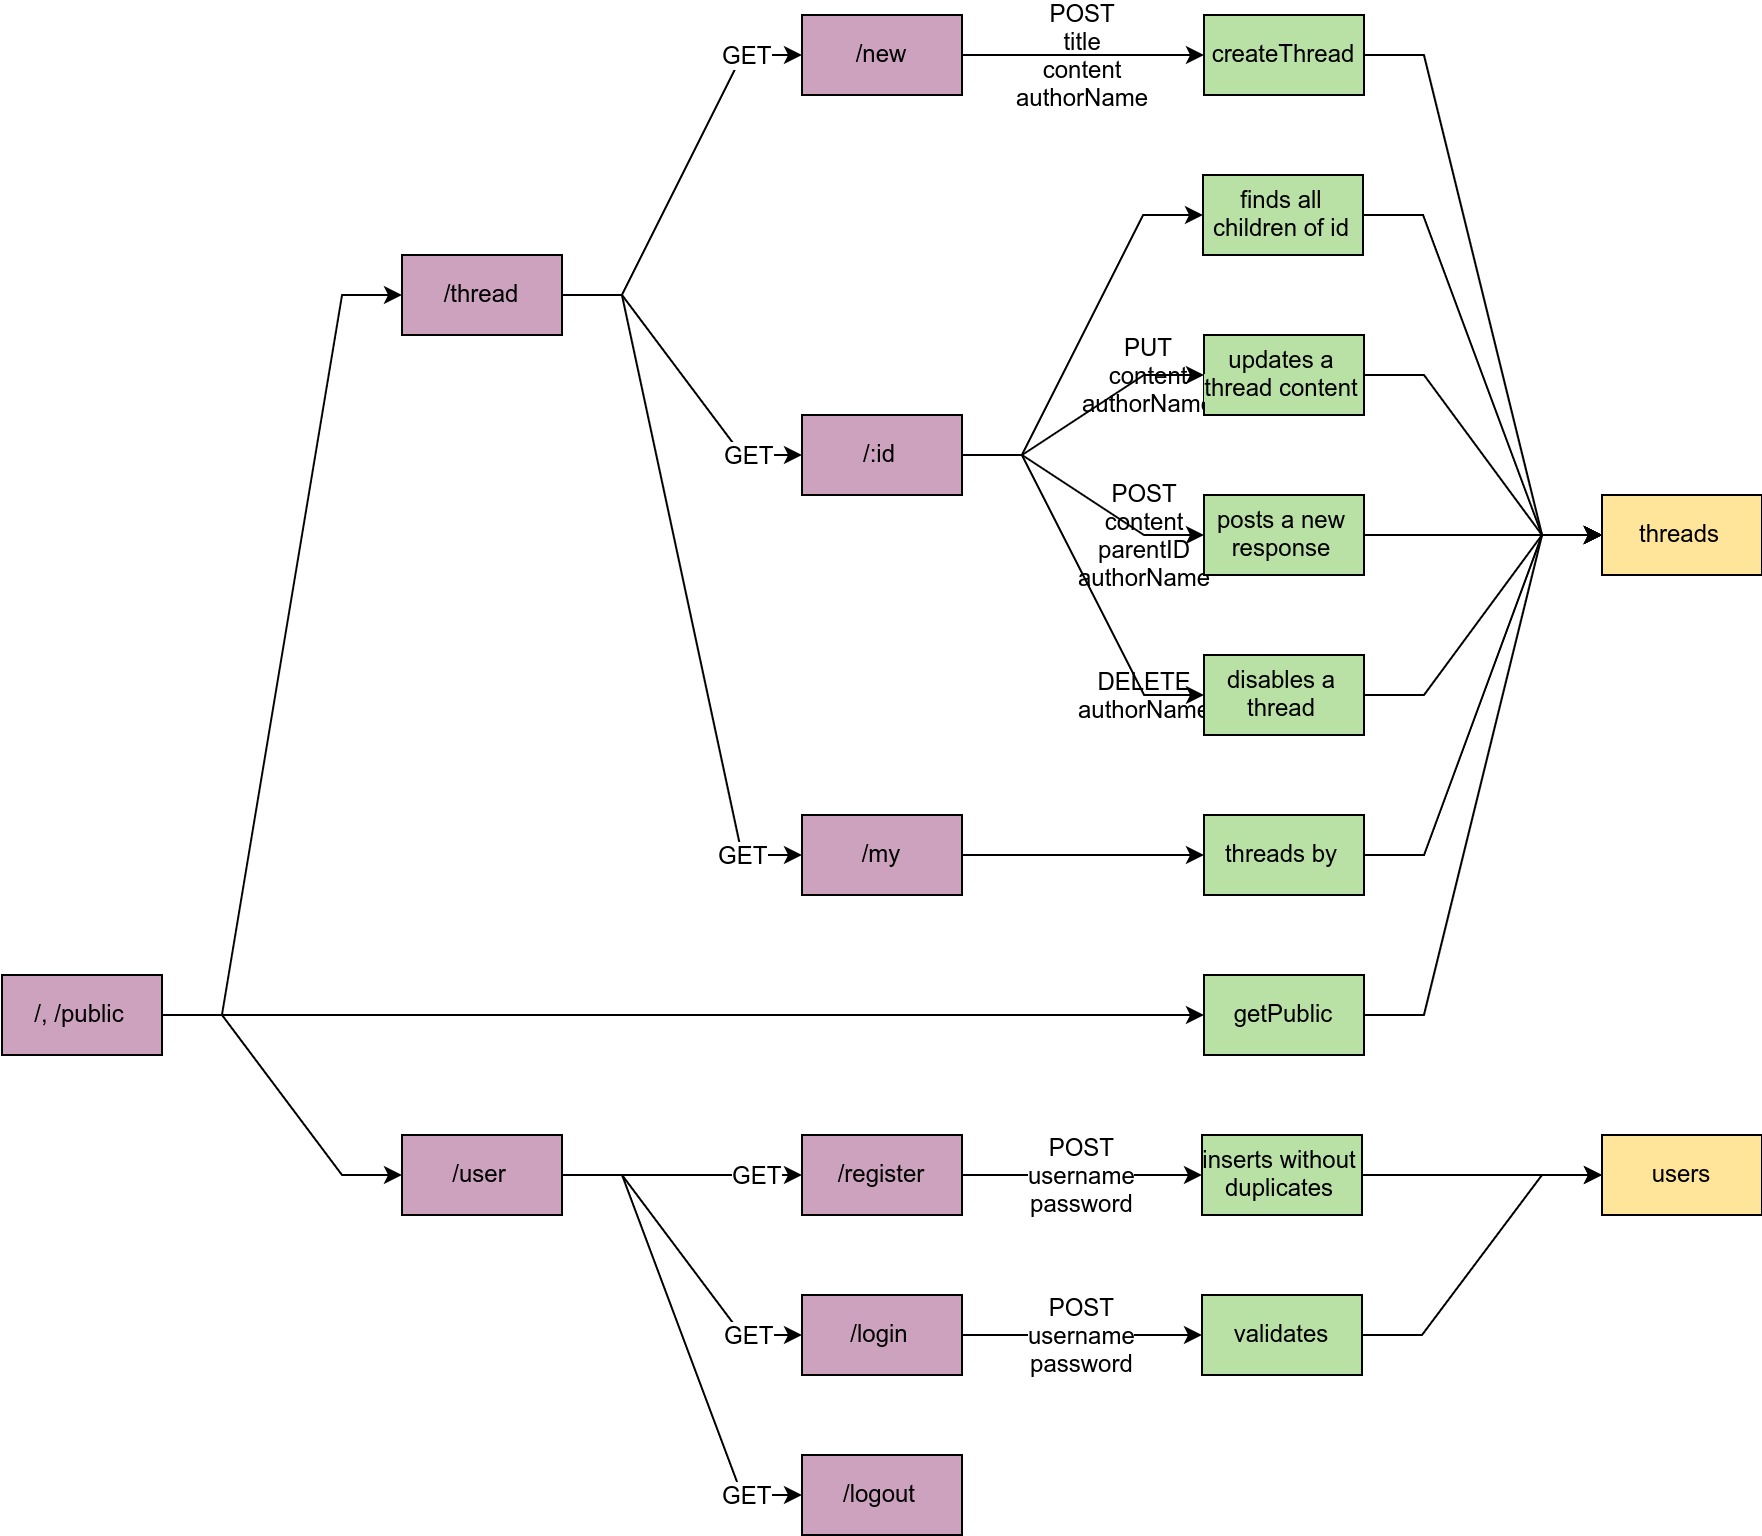 POST
title
content
authorName
GET
/new
createThread
finds all
children of id
/thread
PUT
content
authorName
updates a
thread content
GET
/:id
POST
content
parentID
authorName
posts a new
response
threads
DELETE
authorName
disables a
thread
GET
/my
threads by
/, /public
getPublic
/user
GET
/register
POST
username
password
inserts without
duplicates
users
GET
/login
POST
username
password
validates
GET
/logout